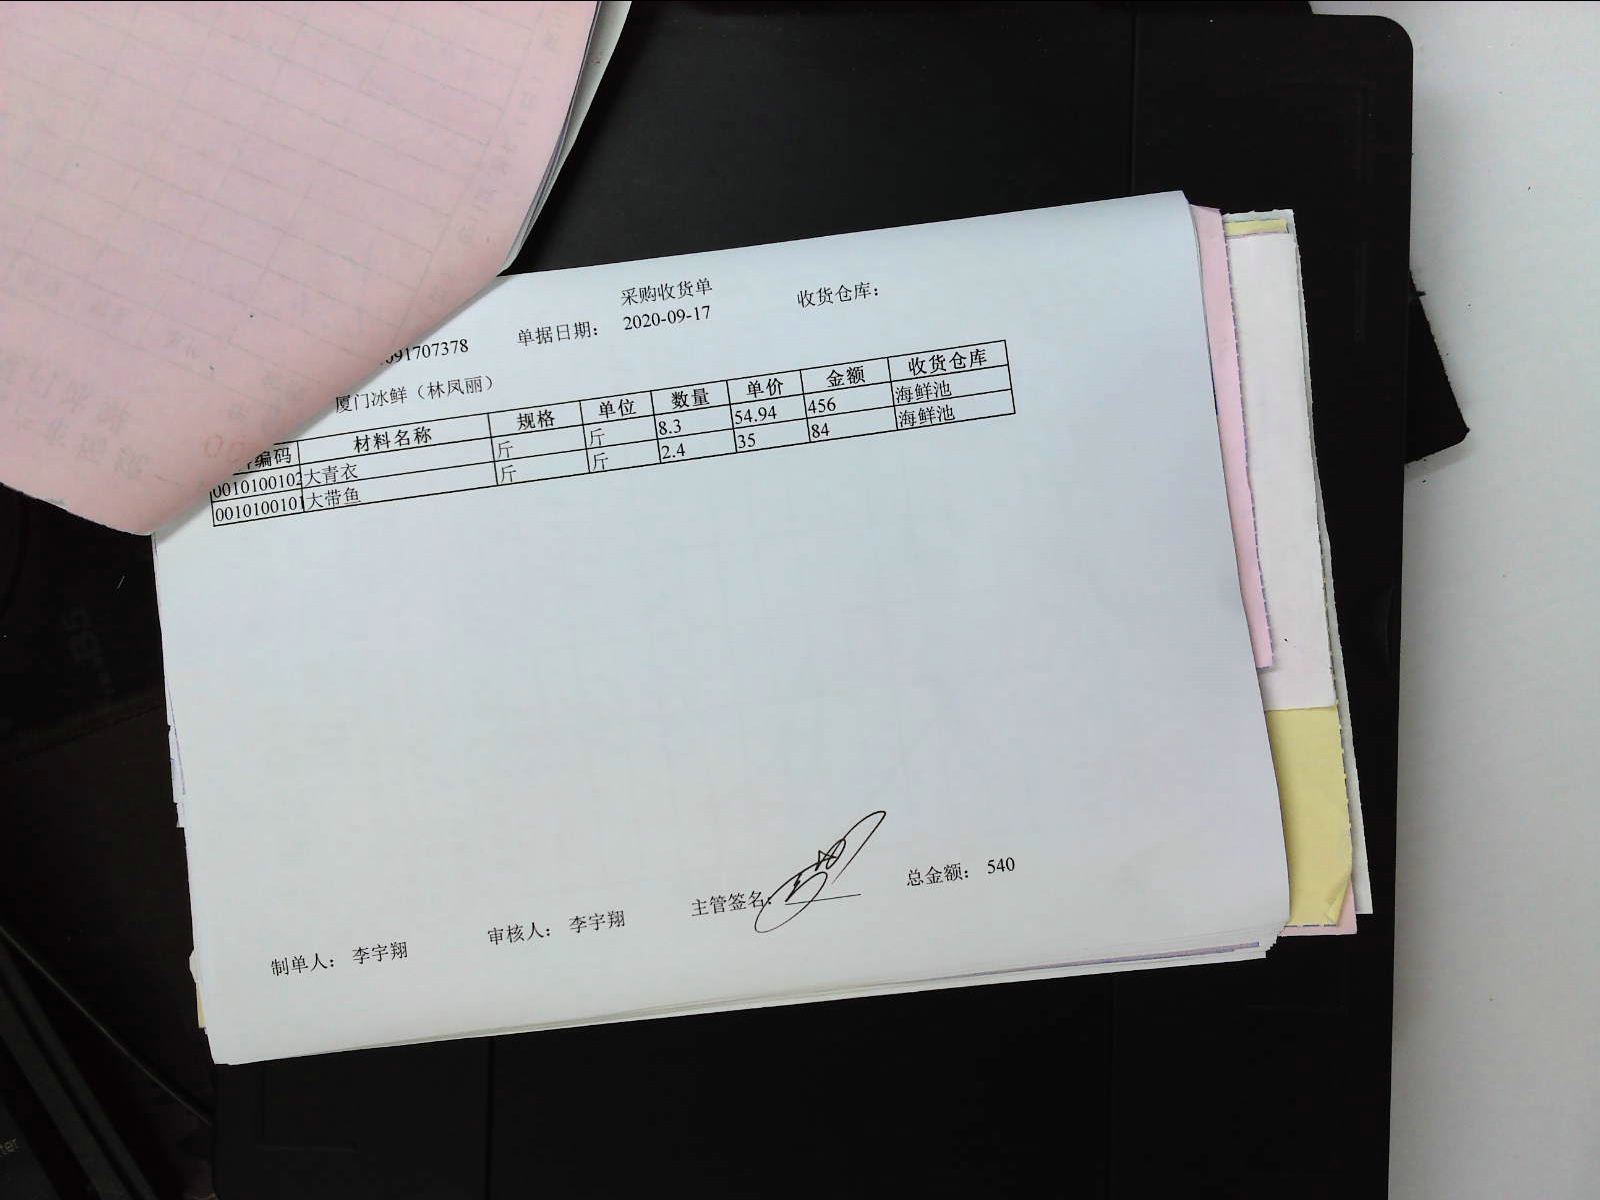 采购收货单
收货仓库：
091707378 单据日期： 2020-09-17
厦门冰鲜（林凤丽）
编码 材料名称 规格 单位 数量 单价 金额 收货仓库
0010100102 大青衣 斤 斤 8.3 54.94 456 海鲜池
001010010 大带鱼 斤 斤 2.4 35 84 海鲜池
制单人： 李宇翔 审核人： 李宇翔 主管签名： 总金额： 540